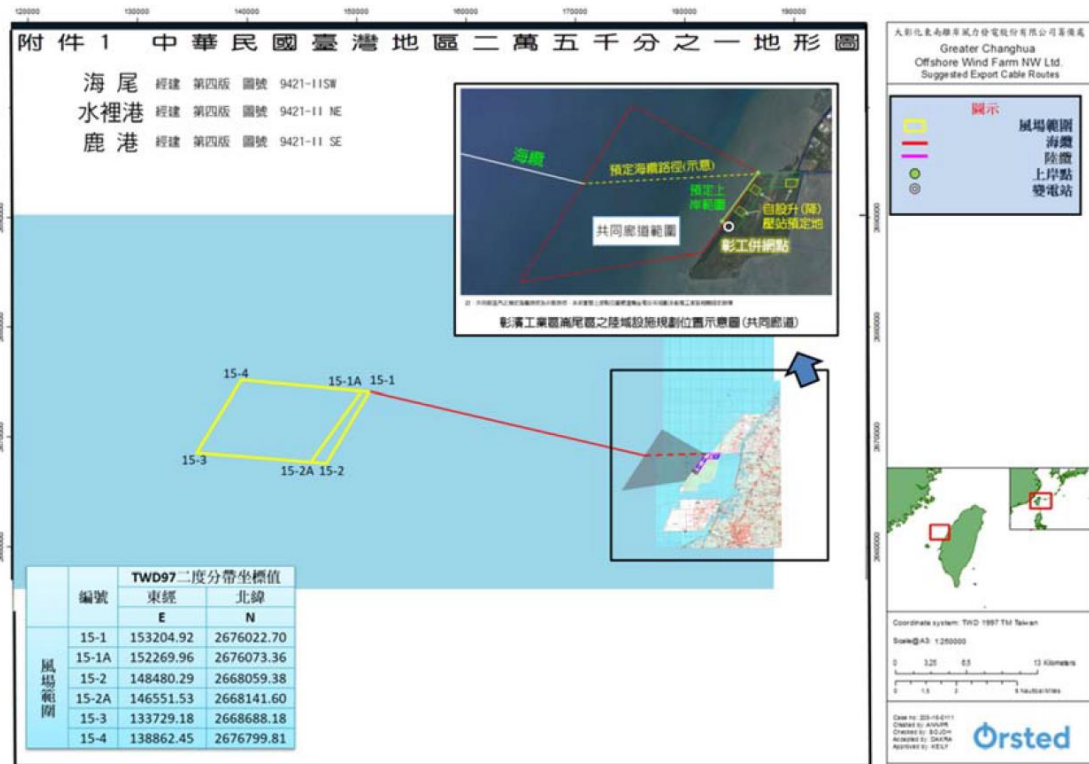 120000 130000 140000 150000 160000 170000 180000 190000
附件1 中華民國臺灣地區二萬五千分之一地形圖
海尾 經建 第四版 圖號 9421-IISW
水裡港 經建 第四版 圖號 9421-II NE
鹿港 經建 第四版 圖號 9421-II SE
海纜
預定海纜路徑(示意)
預定上
岸範圍
自設升(降)
壓站預定地
共同廊道範圍
彰工併網點
彰濱工業區崙尾區之陸域設施規劃位置示意圖(共同廊道)
15-4
15-1A
15-1
15-3
15-2A
15-2
TWD97二度分帶坐標值
編號 東經 北緯
E N
風場範圍
15-1 153204.92 2676022.70
15-1A 152269.96 2676073.36
15-2 148480.29 2668059.38
15-2A 146551.53 2668141.60
15-3 133729.18 2668688.18
15-4 138862.45 2676799.81
Greater Changhua
Offshore Wind Farm NW Ltd.
Suggested Export Cable Routes
圖示
風場範圍
海纜
陸纜
上岸點
變電站
Coordinate system: TWD 1997 TM Taiwan
Scale@A3: 1:250000
0 3.25 6.5 13 Kilometers
Nautical Miles
Orsted